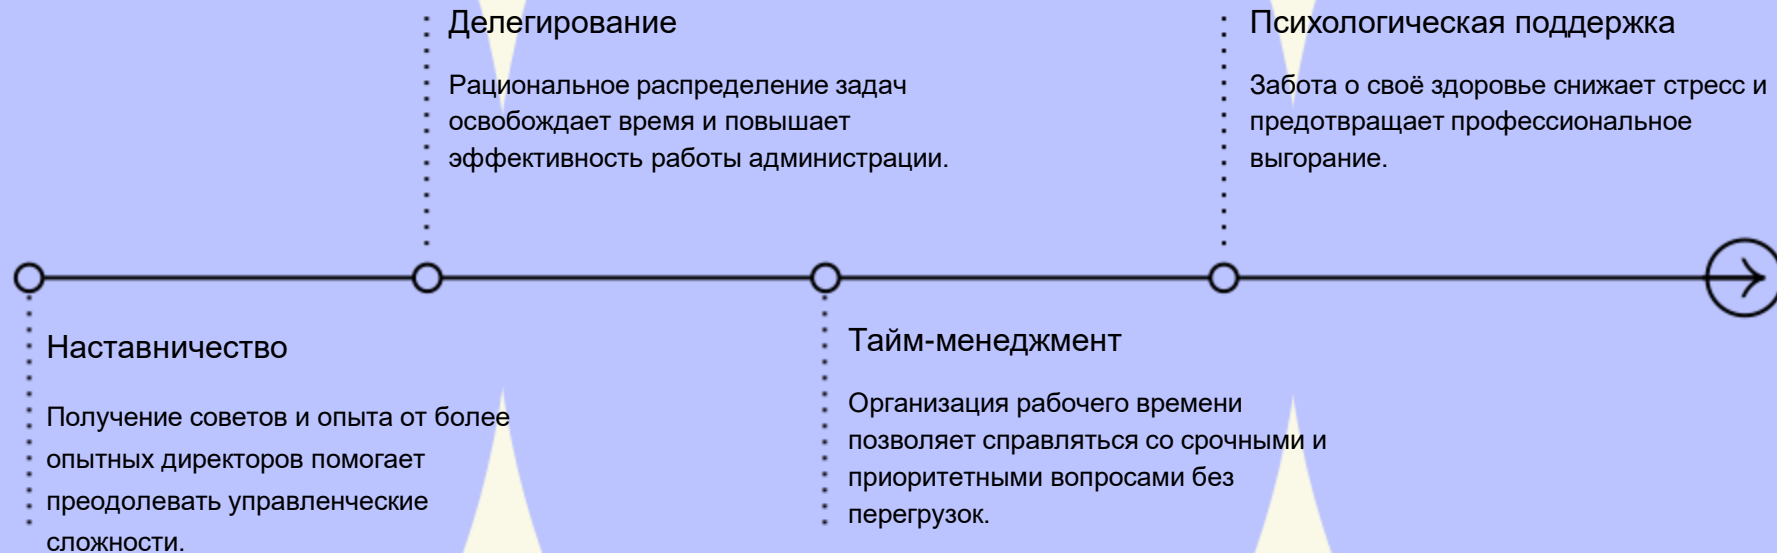 Делегирование
Рациональное распределение задач
освобождает время и повышает
эффективность работы администрации.
Психологическая поддержка
Забота о своё здоровье снижает стресс и
предотвращает профессиональное
выгорание.
Наставничество
Получение советов и опыта от более
опытных директоров помогает
преодолевать управленческие
сложности.
Тайм-менеджмент
Организация рабочего времени
позволяет справляться со срочными и
приоритетными вопросами без
перегрузок.